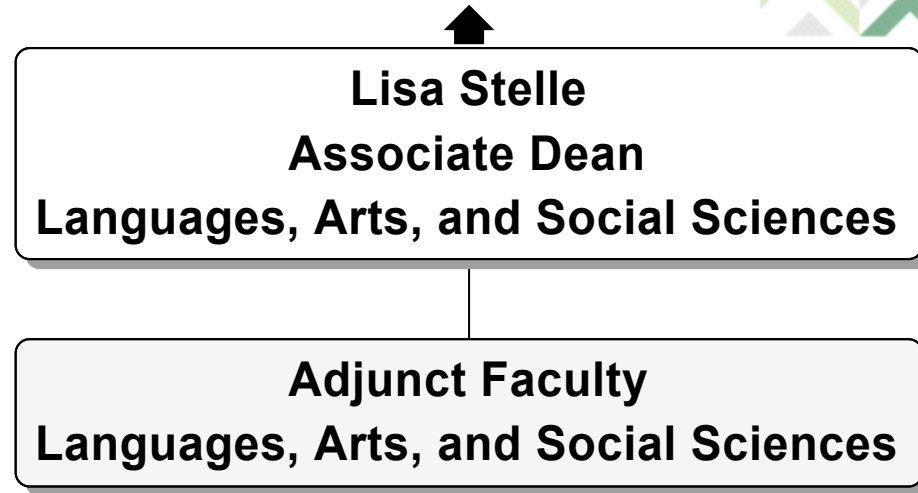 Lisa Stelle
Associate Dean
Languages, Arts, and Social Sciences
Adjunct Faculty
Languages, Arts, and Social Sciences